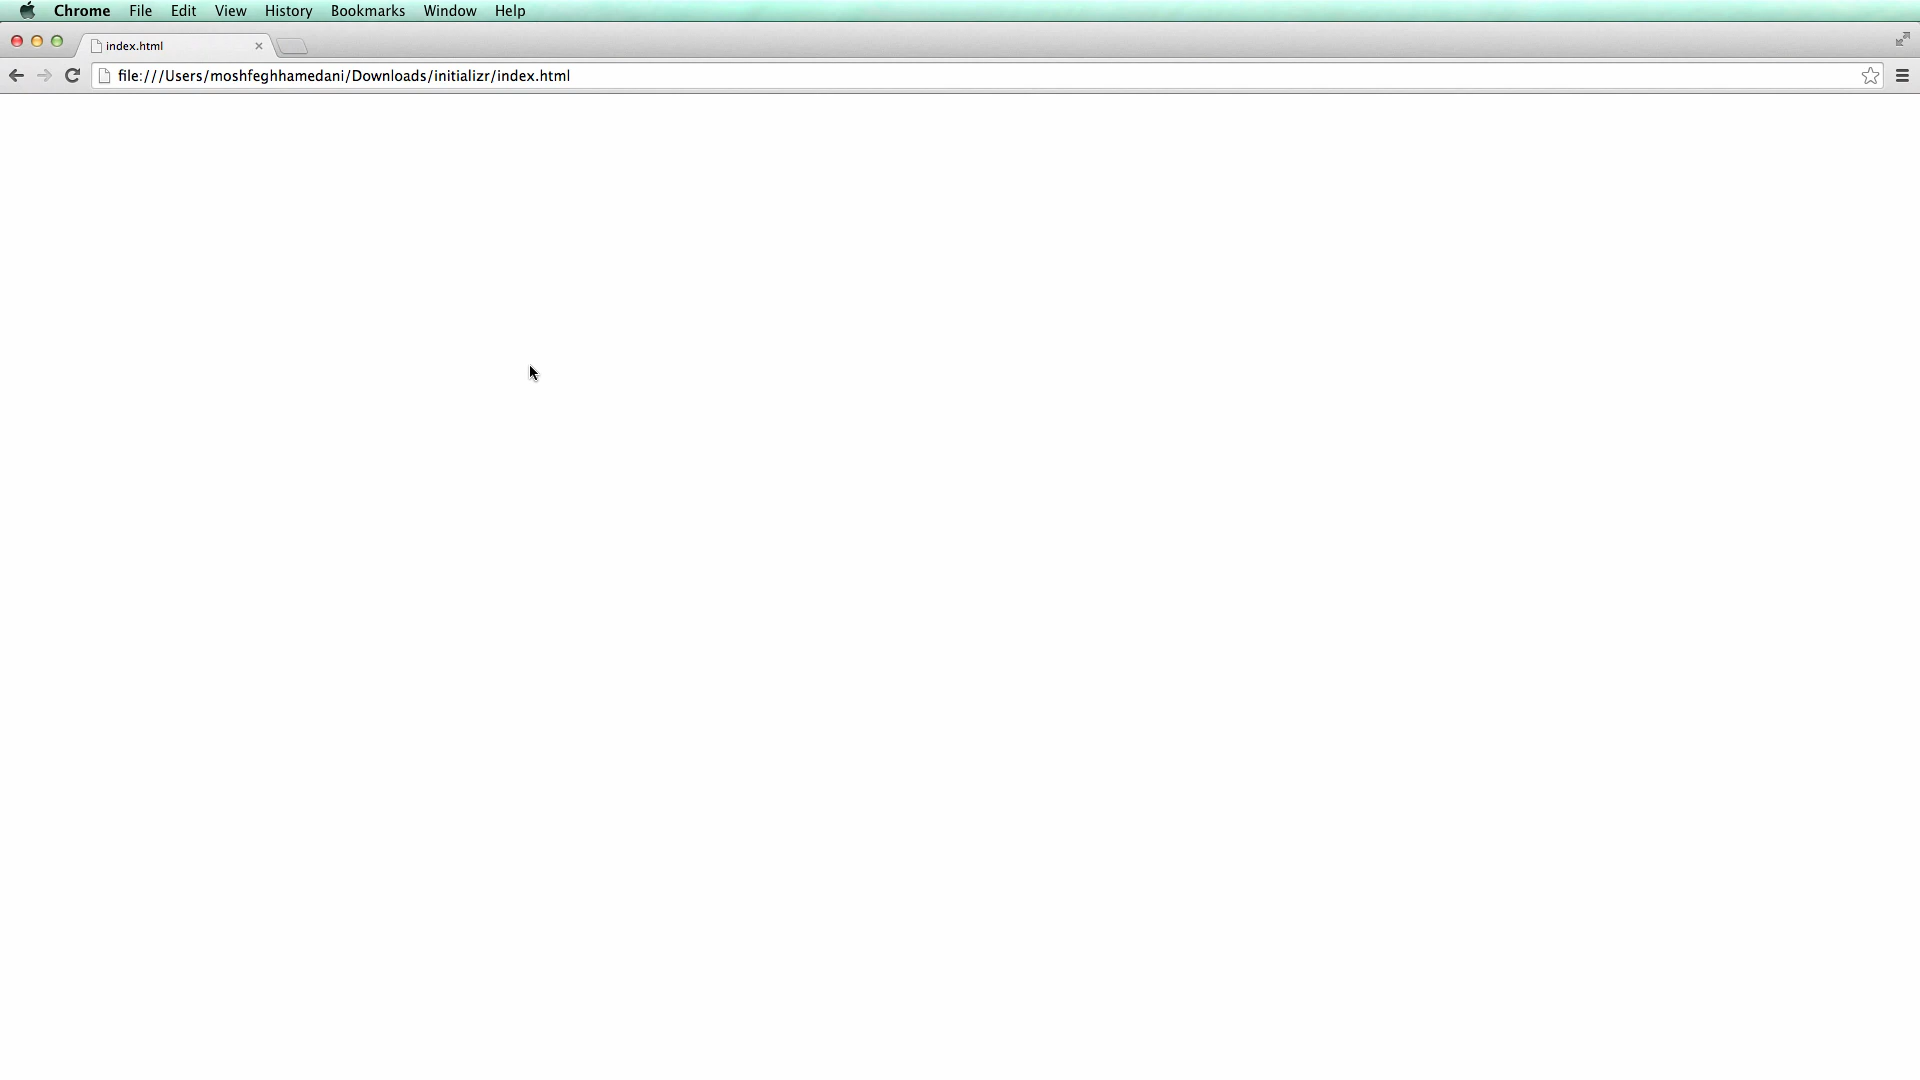 Chrome File Edit View History Bookmarks Window Help
index.html
file:///Users/moshfeghhamedani/Downloads/initializr/index.html